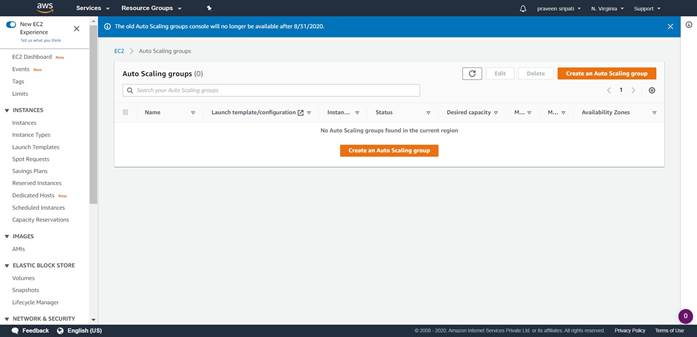 aws
Services
Resource Groups
praveen sripati
N. Virginia
Support
New EC2
Experience
Tell us what you think
The old Auto Scaling groups console will no longer be available after 8/31/2020.
EC2 Dashboard New
Events New
Tags
Limits
INSTANCES
Instances
Instance Types
Launch Templates
Spot Requests
Savings Plans
Reserved Instances
Dedicated Hosts New
Scheduled Instances
Capacity Reservations
IMAGES
AMIs
ELASTIC BLOCK STORE
Volumes
Snapshots
Lifecycle Manager
NETWORK & SECURITY
EC2 > Auto Scaling groups
Auto Scaling groups (0)
Edit
Delete
Create an Auto Scaling group
Search your Auto Scaling groups
1
Name
Launch template/configuration
Instan...
Status
Desired capacity
M...
M...
Availability Zones
No Auto Scaling groups found in the current region
Create an Auto Scaling group
0
Feedback
English (US)
© 2008 - 2020, Amazon Internet Services Private Ltd. or its affiliates. All rights reserved.
Privacy Policy
Terms of Use